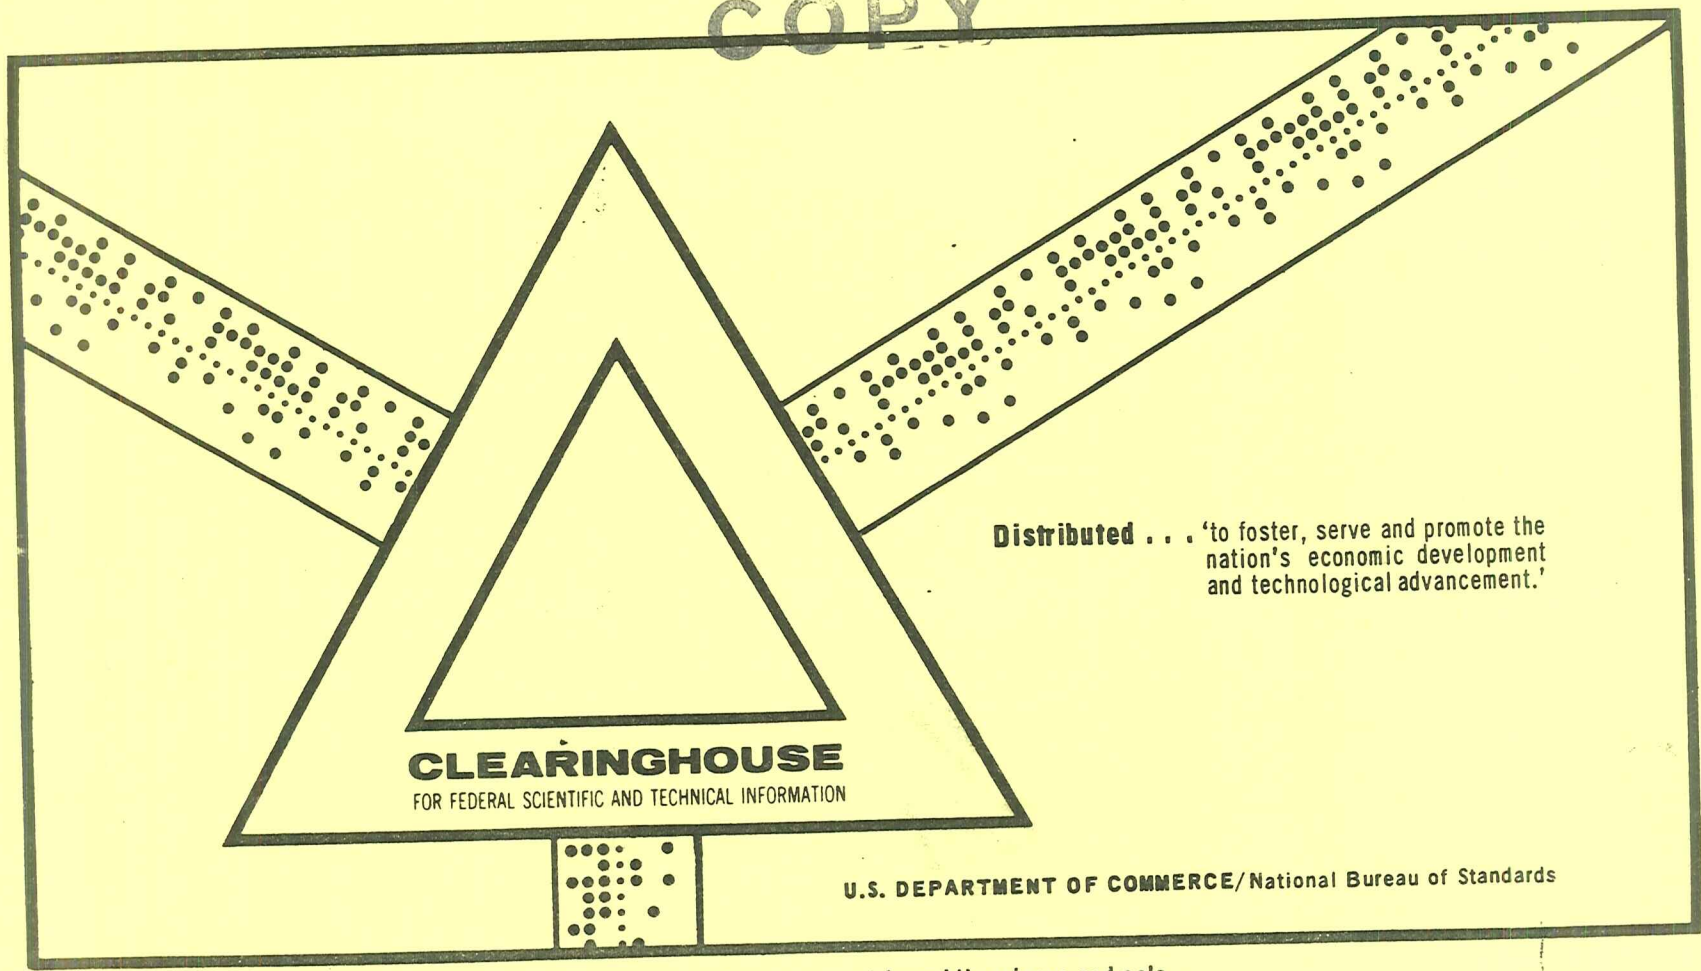 COPY
Distributed . . . ‘to foster, serve and promote the
nation's economic development
and technological advancement.’
CLEARINGHOUSE
FOR FEDERAL SCIENTIFIC AND TECHNICAL INFORMATION
U.S. DEPARTMENT OF COMMERCE/National Bureau of Standards